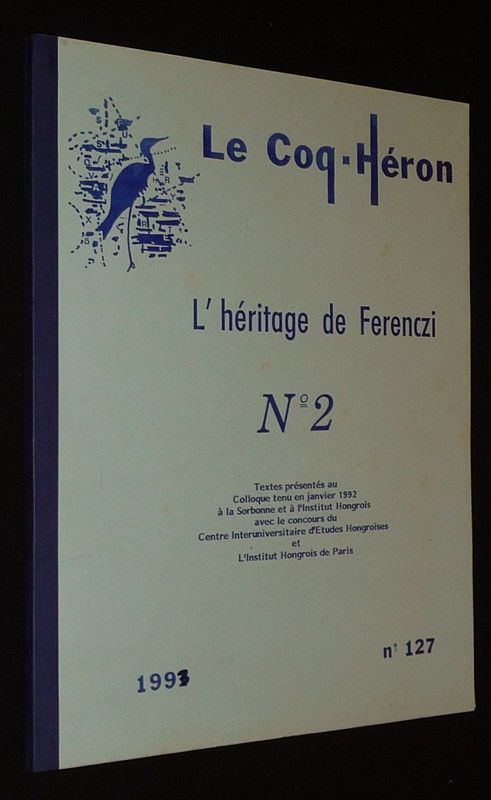 Le Coq-Héron
L'héritage de Ferenczi
Nº2
Textes présentés au
Colloque tenu en janvier 1992
à la Sorbonne et à l'Institut Hongrois
avec le concours du
Centre Interuniversitaire d'Etudes Hongroises
et
L'Institut Hongrois de Paris
1993
n° 127